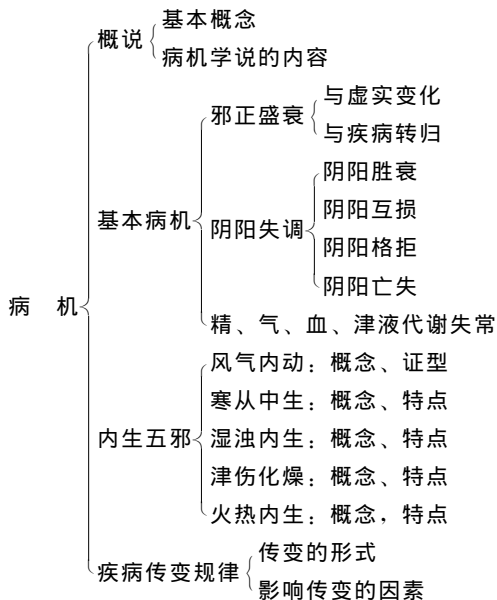 概说
基本概念
病机学说的内容
邪正盛衰
与虚实变化
与疾病转归
基本病机
阴阳失调
阴阳胜衰
阴阳互损
阴阳格拒
阴阳亡失
病 机
精、气、血、津液代谢失常
内生五邪
风气内动：概念、证型
寒从中生：概念、特点
湿浊内生：概念、特点
津伤化燥：概念、特点
火热内生：概念，特点
疾病传变规律
传变的形式
影响传变的因素